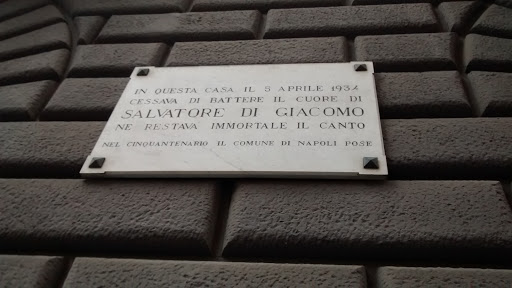 IN QUESTA CASA IL 5 APRILE 1934
CESSAVA DI BATTERE IL CUORE DI
SALVATORE DI GIACOMO
NE RESTAVA IMMORTALE IL CANTO
NEL CINQUANTENARIO IL COMUNE DI NAPOLI POSE